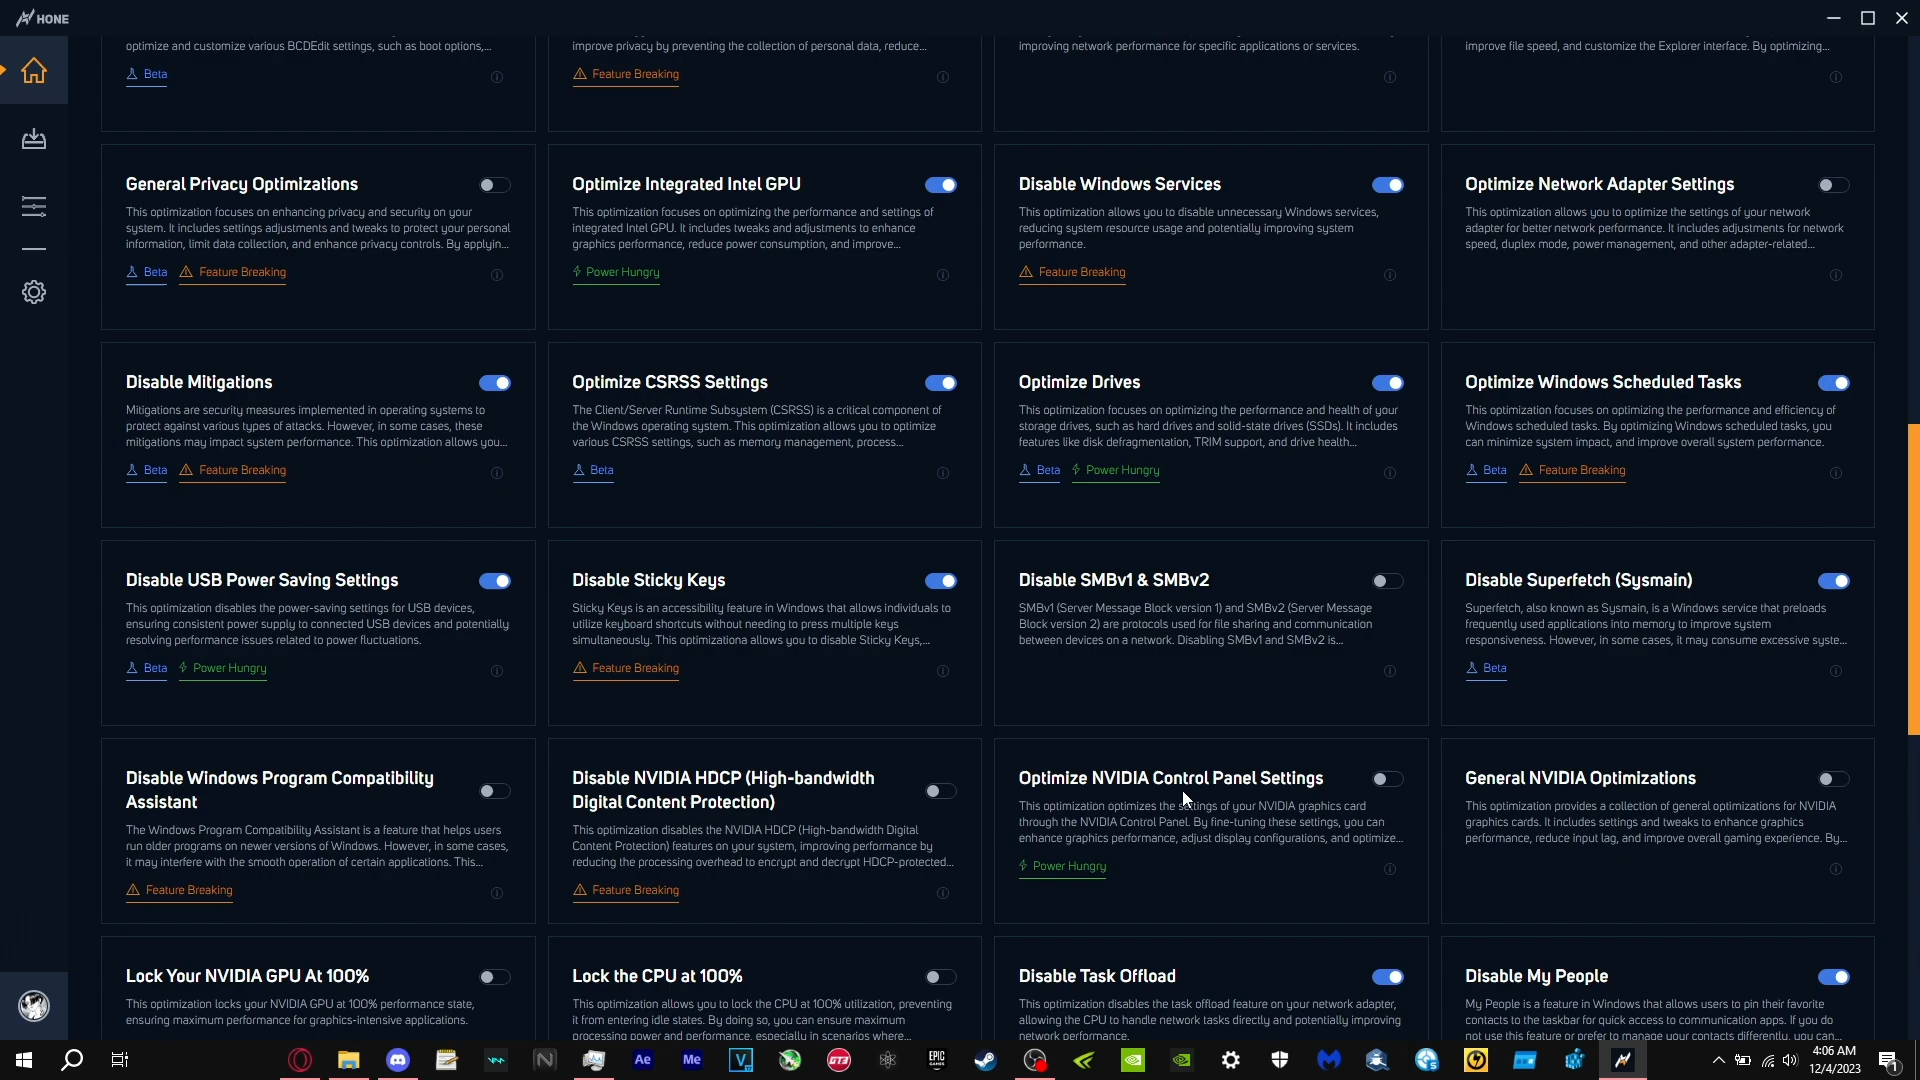 HONE
optimize and customize various BCDEdit settings, such as boot options,...
Beta
improve privacy by preventing the collection of personal data, reduce...
Feature Breaking
improving network performance for specific applications or services.
improve file speed, and customize the Explorer interface. By optimizing...
General Privacy Optimizations
This optimization focuses on enhancing privacy and security on your
system. It includes settings adjustments and tweaks to protect your personal
information, limit data collection, and enhance privacy controls. By applyin...
Beta Feature Breaking
Optimize Integrated Intel GPU
This optimization focuses on optimizing the performance and settings of
integrated Intel GPU. It includes tweaks and adjustments to enhance
graphics performance, reduce power consumption, and improve...
Power Hungry
Disable Windows Services
This optimization allows you to disable unnecessary Windows services,
reducing system resource usage and potentially improving system
performance.
Feature Breaking
Optimize Network Adapter Settings
This optimization allows you to optimize the settings of your network
adapter for better network performance. It includes adjustments for network
speed, duplex mode, power management, and other adapter-related...
Disable Mitigations
Mitigations are security measures implemented in operating systems to
protect against various types of attacks. However, in some cases, these
mitigations may impact system performance. This optimization allows you...
Beta Feature Breaking
Optimize CSRSS Settings
The Client/Server Runtime Subsystem (CSRSS) is a critical component of
the Windows operating system. This optimization allows you to optimize
various CSRSS settings, such as memory management, process...
Beta
Optimize Drives
This optimization focuses on optimizing the performance and health of your
storage drives, such as hard drives and solid-state drives (SSDs). It includes
features like disk defragmentation, TRIM support, and drive health...
Beta Power Hungry
Optimize Windows Scheduled Tasks
This optimization focuses on optimizing the performance and efficiency of
Windows scheduled tasks. By optimizing Windows scheduled tasks, you
can minimize system impact, and improve overall system performance.
Beta Feature Breaking
Disable USB Power Saving Settings
This optimization disables the power-saving settings for USB devices,
ensuring consistent power supply to connected USB devices and potentially
resolving performance issues related to power fluctuations.
Beta Power Hungry
Disable Sticky Keys
Sticky Keys is an accessibility feature in Windows that allows individuals to
utilize keyboard shortcuts without needing to press multiple keys
simultaneously. This optimizationa allows you to disable Sticky Keys,...
Feature Breaking
Disable SMBv1 & SMBv2
SMBv1 (Server Message Block version 1) and SMBv2 (Server Message
Block version 2) are protocols used for file sharing and communication
between devices on a network. Disabling SMBv1 and SMBv2 is...
Disable Superfetch (Sysmain)
Superfetch, also known as Sysmain, is a Windows service that preloads
frequently used applications into memory to improve system
responsiveness. However, in some cases, it may consume excessive syste...
Beta
Disable Windows Program Compatibility
Assistant
The Windows Program Compatibility Assistant is a feature that helps users
run older programs on newer versions of Windows. However, in some cases,
it may interfere with the smooth operation of certain applications. This...
Feature Breaking
Disable NVIDIA HDCP (High-bandwidth
Digital Content Protection)
This optimization disables the NVIDIA HDCP (High-bandwidth Digital
Content Protection) features on your system, improving performance by
reducing the processing overhead to encrypt and decrypt HDCP-protected...
Feature Breaking
Optimize NVIDIA Control Panel Settings
This optimization optimizes the settings of your NVIDIA graphics card
through the NVIDIA Control Panel. By fine-tuning these settings, you can
enhance graphics performance, adjust display configurations, and optimize...
Power Hungry
General NVIDIA Optimizations
This optimization provides a collection of general optimizations for NVIDIA
graphics cards. It includes settings and tweaks to enhance graphics
performance, reduce input lag, and improve overall gaming experience. By...
Lock Your NVIDIA GPU At 100%
This optimization locks your NVIDIA GPU at 100% performance state,
ensuring maximum performance for graphics-intensive applications.
Lock the CPU at 100%
This optimization allows you to lock the CPU at 100% utilization, preventing
it from entering idle states. By doing so, you can ensure maximum
processing power and performance, especially in scenarios where...
Disable Task Offload
This optimization disables the task offload feature on your network adapter,
allowing the CPU to handle network tasks directly and potentially improving
network performance.
Disable My People
My People is a feature in Windows that allows users to pin their favorite
contacts to the taskbar for quick access to communication apps. If you do
not use this feature or prefer to manage your contacts differently, you can...
Ae
Me
V
GT3
EPIC
GAMES
4:06 AM
12/4/2023
1